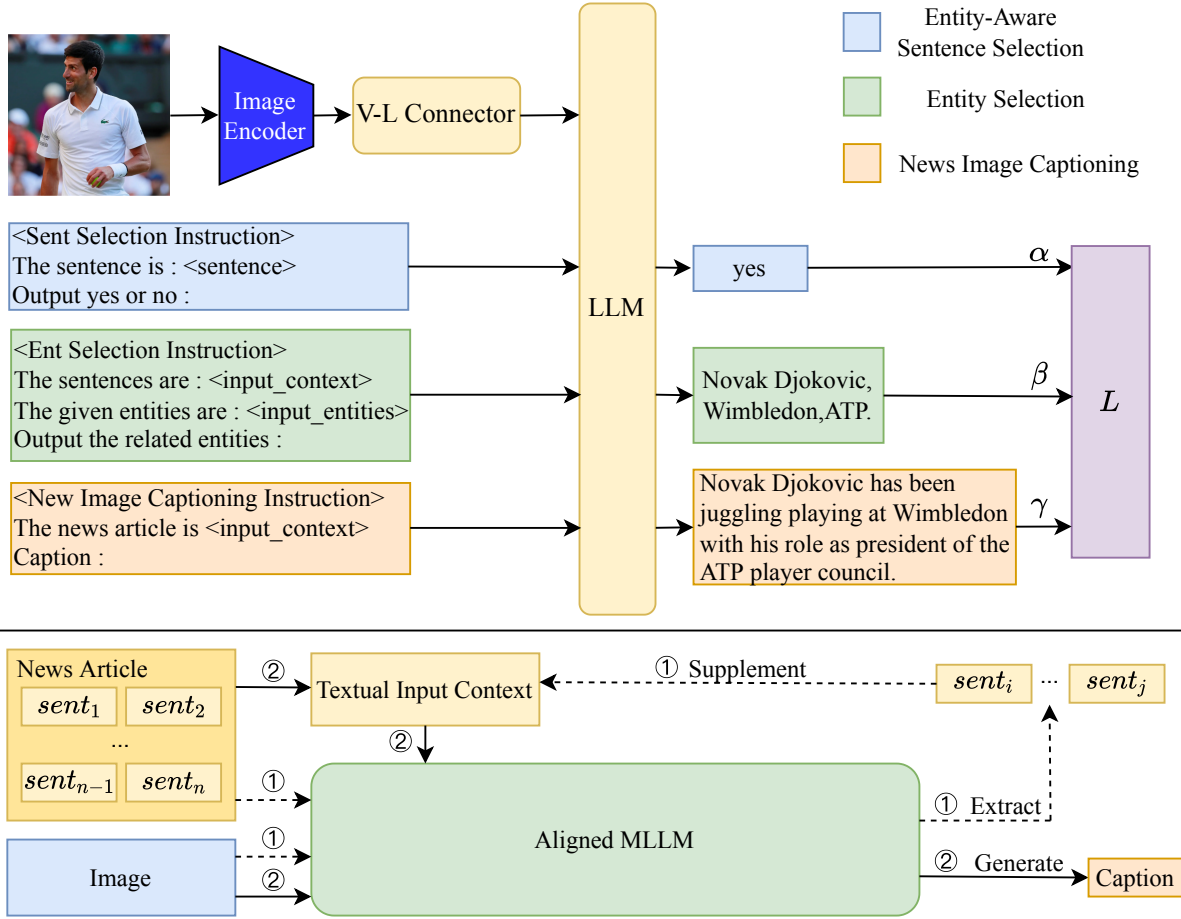 Image
Encoder
V-L Connector
Entity-Aware
Sentence Selection
Entity Selection
News Image Captioning
<Sent Selection Instruction>
The sentence is : <sentence>
Output yes or no :
<Ent Selection Instruction>
The sentences are : <input_context>
The given entities are : <input_entities>
Output the related entities :
<New Image Captioning Instruction>
The news article is <input_context>
Caption :
LLM
yes
Novak Djokovic,
Wimbledon,ATP.
Novak Djokovic has been
juggling playing at Wimbledon
with his role as president of the
ATP player council.
α
β
γ
L
News Article
sent₁ sent₂
...
sentₙ₋₁ sentₙ
Image
②
Textual Input Context
① Supplement
sentᵢ ... sentⱼ
②
①
①
②
Aligned MLLM
① Extract
② Generate
Caption